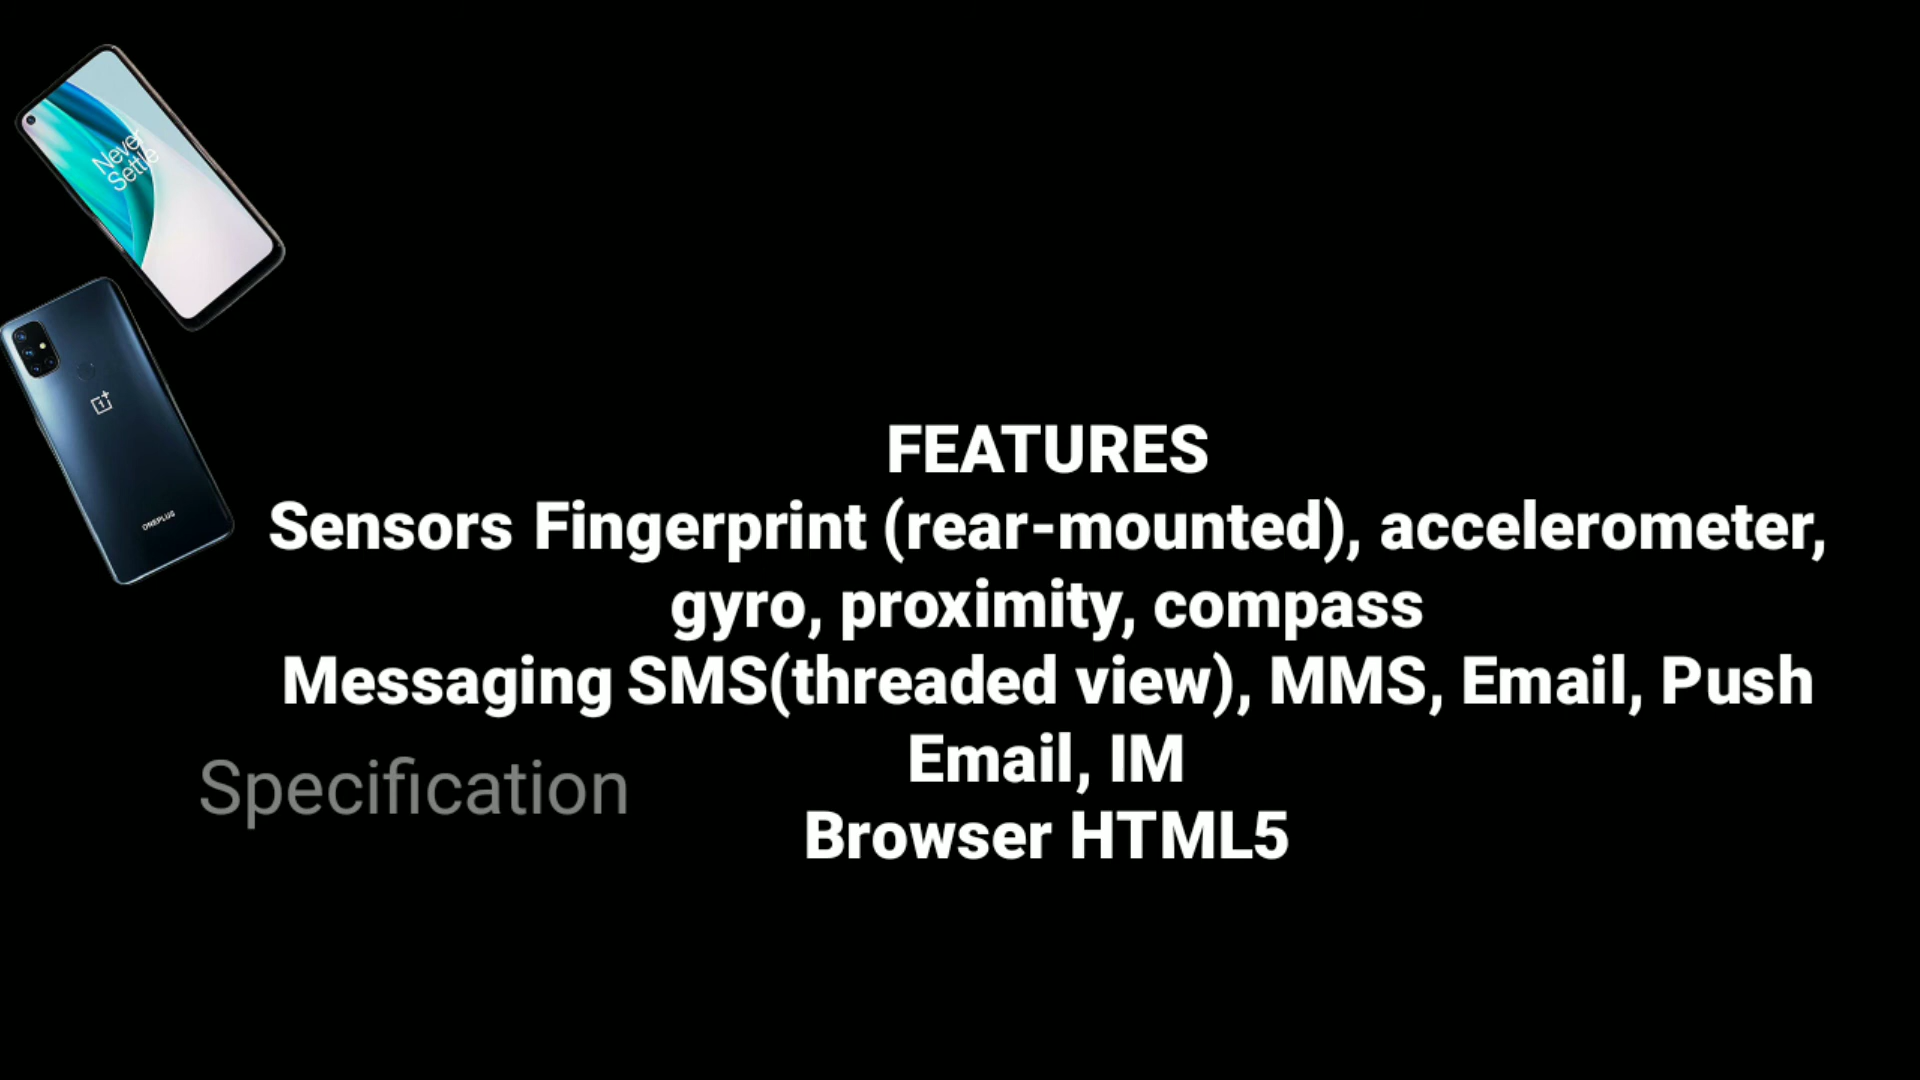 Never
Settle
ONEPLUS
FEATURES
Sensors Fingerprint (rear-mounted), accelerometer,
gyro, proximity, compass
Messaging SMS(threaded view), MMS, Email, Push
Email, IM
Specification
Browser HTML5